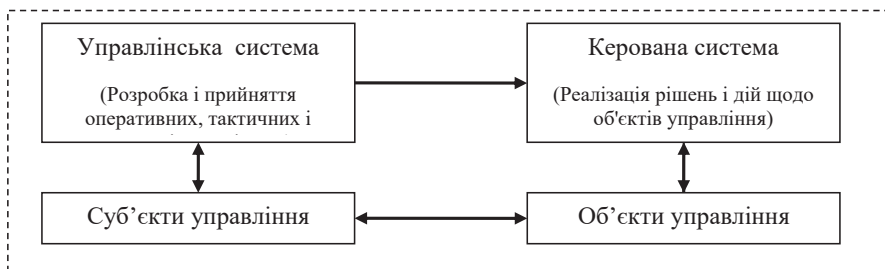 Управлінська система
(Розробка і прийняття
оперативних, тактичних і
Керована система
(Реалізація рішень і дій щодо
об'єктів управління)
Суб’єкти управління
Об’єкти управління